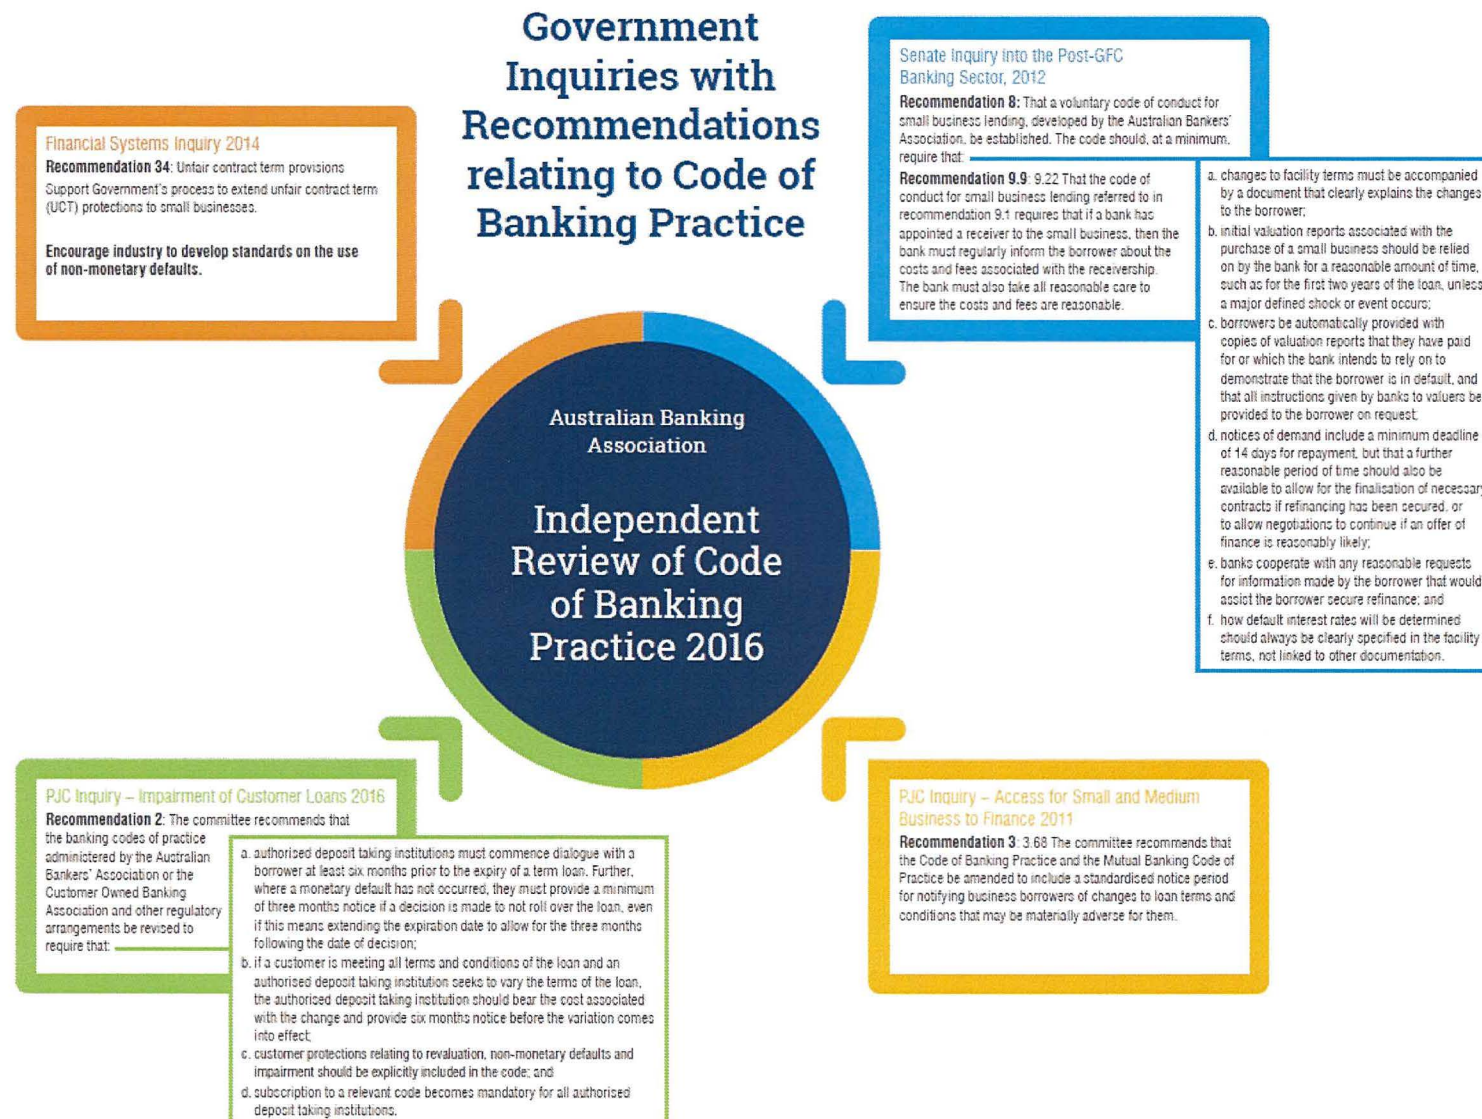 Government
Inquiries with
Recommendations
relating to Code of
Banking Practice
Financial Systems Inquiry 2014
Recommendation 34: Unfair contract term provisions
Support Government's process to extend unfair contract term
(UCT) protections to small businesses.
Encourage industry to develop standards on the use
of non-monetary defaults.
Senate Inquiry into the Post-GFC
Banking Sector, 2012
Recommendation 8: That a voluntary code of conduct for
small business lending, developed by the Australian Bankers'
Association, be established. The code should, at a minimum,
require that:
Recommendation 9.9: 9.22 That the code of
conduct for small business lending referred to in
recommendation 9.1 requires that if a bank has
appointed a receiver to the small business, then the
bank must regularly inform the borrower about the
costs and fees associated with the receivership.
The bank must also take all reasonable care to
ensure the costs and fees are reasonable.
a. changes to facility terms must be accompanied
by a document that clearly explains the changes
to the borrower;
b. initial valuation reports associated with the
purchase of a small business should be relied
on by the bank for a reasonable amount of time,
such as for the first two years of the loan, unless
a major defined shock or event occurs;
c. borrowers be automatically provided with
copies of valuation reports that they have paid
for or which the bank intends to rely on to
demonstrate that the borrower is in default, and
that all instructions given by banks to valuers be
provided to the borrower on request;
d. notices of demand include a minimum deadline
of 14 days for repayment, but that a further
reasonable period of time should also be
available to allow for the finalisation of necessary
contracts if refinancing has been secured, or
to allow negotiations to continue if an offer of
finance is reasonably likely;
e. banks cooperate with any reasonable requests
for information made by the borrower that would
assist the borrower secure refinance; and
f. how default interest rates will be determined
should always be clearly specified in the facility
terms, not linked to other documentation.
Australian Banking
Association
Independent
Review of Code
of Banking
Practice 2016
PJC Inquiry – Impairment of Customer Loans 2016
Recommendation 2: The committee recommends that
the banking codes of practice
administered by the Australian
Bankers' Association or the
Customer Owned Banking
Association and other regulatory
arrangements be revised to
require that:
a. authorised deposit taking institutions must commence dialogue with a
borrower at least six months prior to the expiry of a term loan. Further,
where a monetary default has not occurred, they must provide a minimum
of three months notice if a decision is made to not roll over the loan, even
if this means extending the expiration date to allow for the three months
following the date of decision;
b. if a customer is meeting all terms and conditions of the loan and an
authorised deposit taking institution seeks to vary the terms of the loan,
the authorised deposit taking institution should bear the cost associated
with the change and provide six months notice before the variation comes
into effect;
c. customer protections relating to revaluation, non-monetary defaults and
impairment should be explicitly included in the code; and
d. subscription to a relevant code becomes mandatory for all authorised
deposit taking institutions.
PJC Inquiry – Access for Small and Medium
Business to Finance 2011
Recommendation 3: 3.68 The committee recommends that
the Code of Banking Practice and the Mutual Banking Code of
Practice be amended to include a standardised notice period
for notifying business borrowers of changes to loan terms and
conditions that may be materially adverse for them.